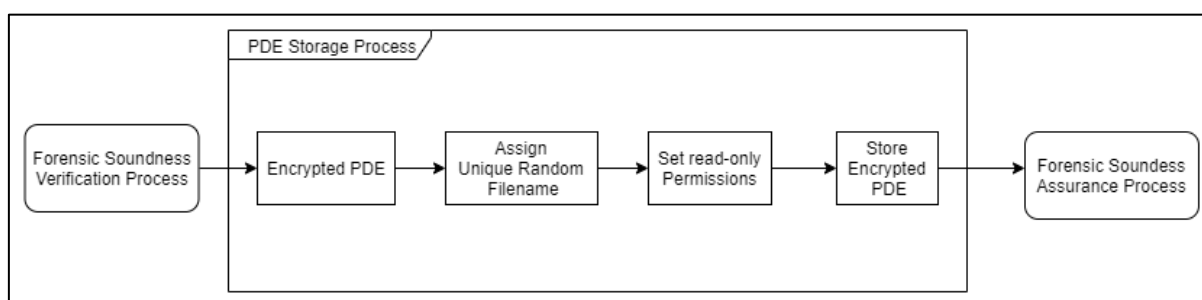 PDE Storage Process
Forensic Soundness
Verification Process
Encrypted PDE
Assign
Unique Random
Filename
Set read-only
Permissions
Store
Encrypted
PDE
Forensic Soundess
Assurance Process